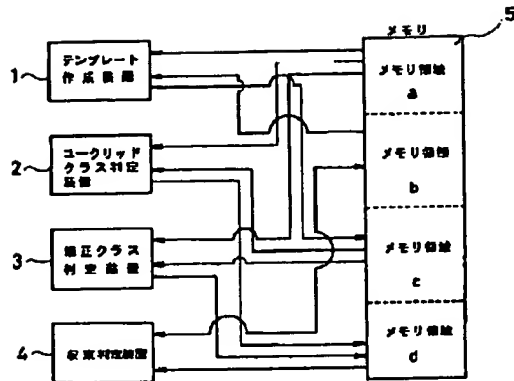 メモリ
5
1
テンプレート
作成装置
メモリ領域
a
2
ユークリッド
クラス判定
装置
メモリ領域
b
3
修正クラス
判定装置
メモリ領域
c
4
収束判定装置
メモリ領域
d